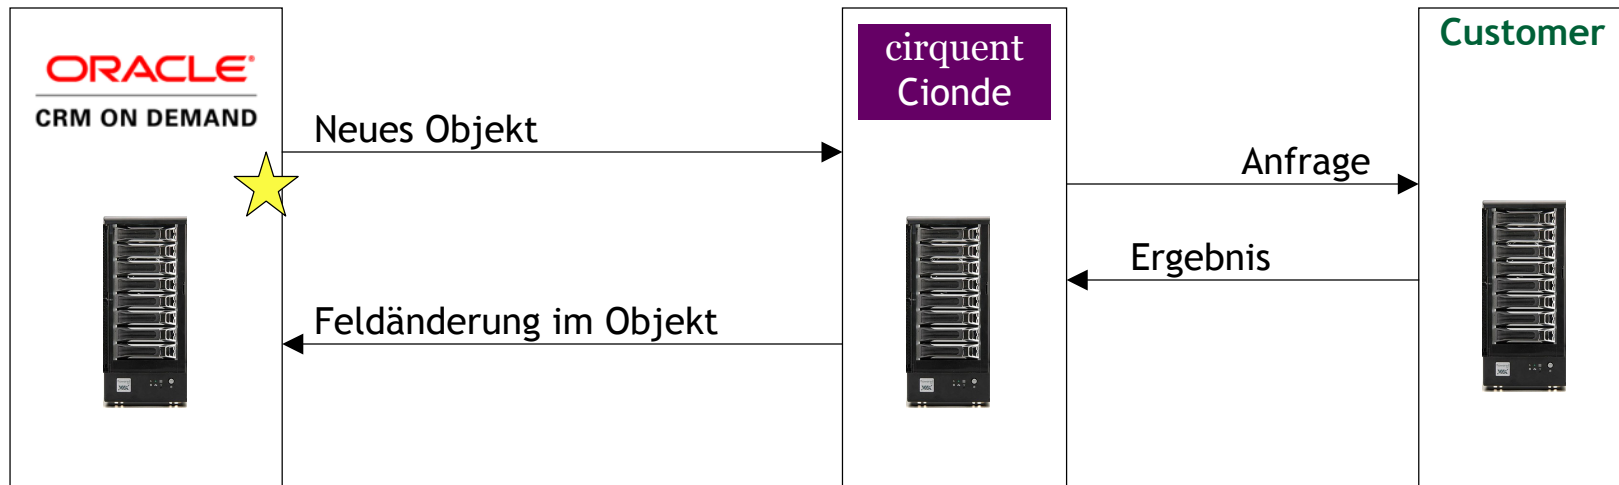 ORACLE
CRM ON DEMAND
cirquent
Cionde
Customer
Neues Objekt
Anfrage
Ergebnis
Feldänderung im Objekt